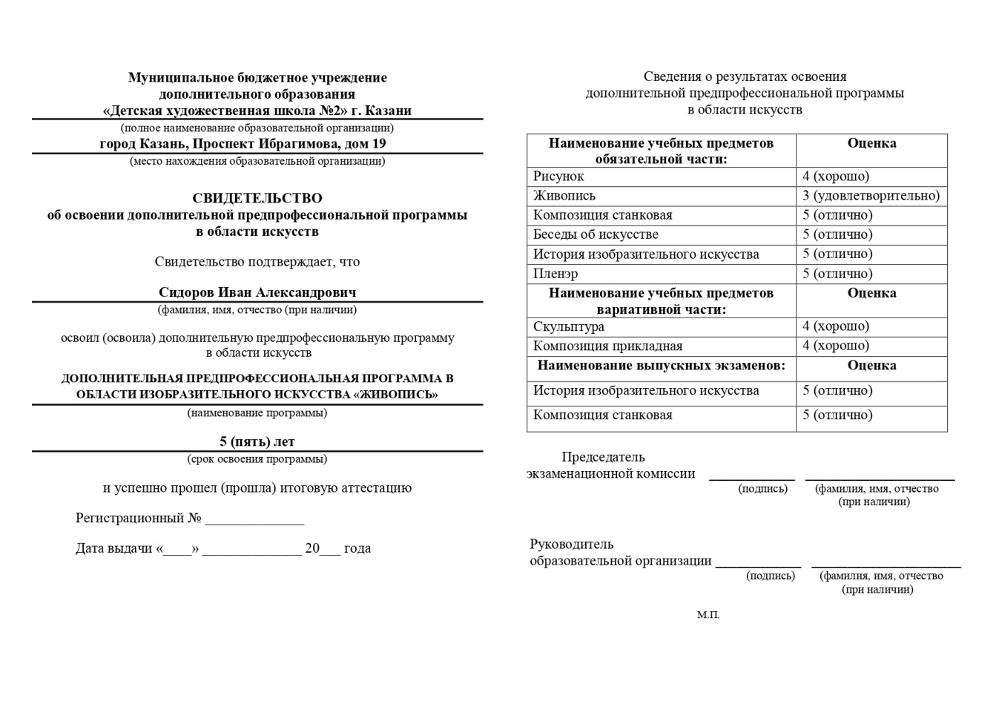 Муниципальное бюджетное учреждение
дополнительного образования
«Детская художественная школа №2» г. Казани
(полное наименование образовательной организации)
город Казань, Проспект Ибрагимова, дом 19
(место нахождения образовательной организации)
СВИДЕТЕЛЬСТВО
об освоении дополнительной предпрофессиональной программы
в области искусств
Свидетельство подтверждает, что
Сидоров Иван Александрович
(фамилия, имя, отчество (при наличии)
освоил (освоила) дополнительную предпрофессиональную программу
в области искусств
ДОПОЛНИТЕЛЬНАЯ ПРЕДПРОФЕССИОНАЛЬНАЯ ПРОГРАММА В
ОБЛАСТИ ИЗОБРАЗИТЕЛЬНОГО ИСКУССТВА «ЖИВОПИСЬ»
(наименование программы)
5 (пять) лет
(срок освоения программы)
и успешно прошел (прошла) итоговую аттестацию
Регистрационный № ______________
Дата выдачи «____» ______________ 20___ года
Сведения о результатах освоения
дополнительной предпрофессиональной программы
в области искусств
Наименование учебных предметов Оценка
обязательной части:
Рисунок 4 (хорошо)
Живопись 3 (удовлетворительно)
Композиция станковая 5 (отлично)
Беседы об искусстве 5 (отлично)
История изобразительного искусства 5 (отлично)
Пленэр 5 (отлично)
Наименование учебных предметов Оценка
вариативной части:
Скульптура 4 (хорошо)
Композиция прикладная 4 (хорошо)
Наименование выпускных экзаменов: Оценка
История изобразительного искусства 5 (отлично)
Композиция станковая 5 (отлично)
Председатель
экзаменационной комиссии ____________ _____________________
(подпись) (фамилия, имя, отчество
(при наличии)
Руководитель
образовательной организации ____________ _____________________
(подпись) (фамилия, имя, отчество
(при наличии)
М.П.